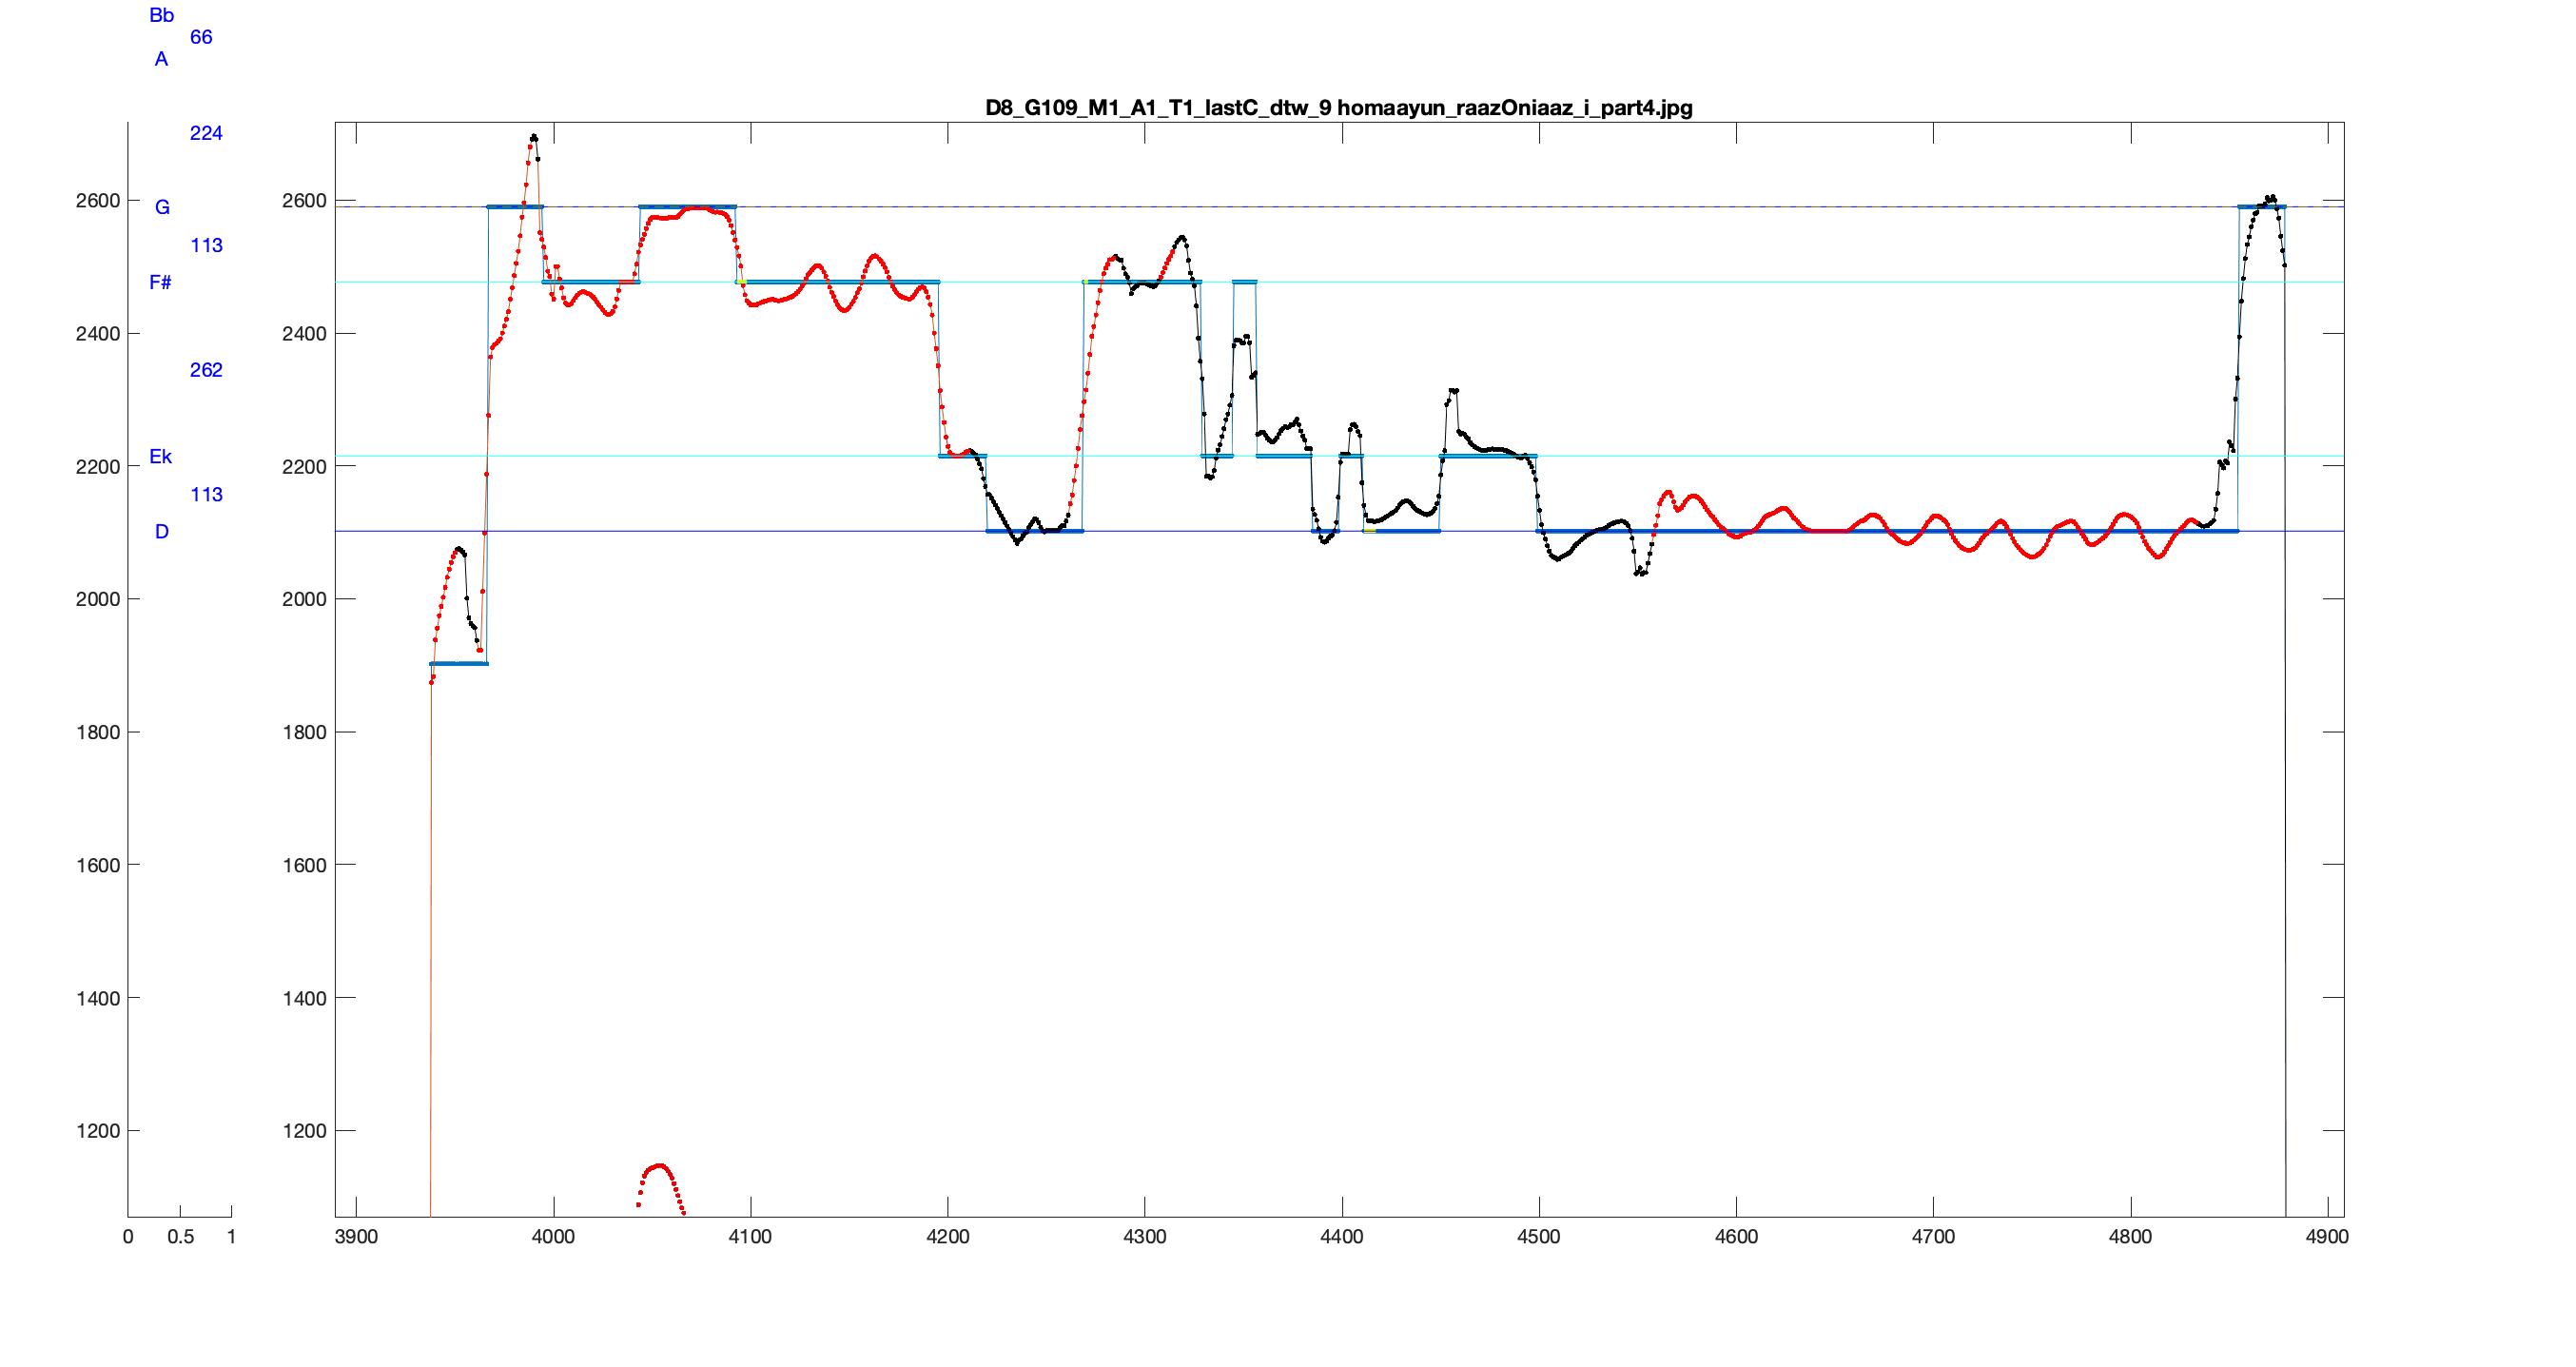 Bb
66
A
D8_G109_M1_A1_T1_lastC_dtw_9 homaayun_raazOniaaz_i_part4.jpg
224
2600 G 2600
113
F#
2400 2400
262
2200 Ek 2200
113
D
2000 2000
1800 1800
1600 1600
1400 1400
1200 1200
0 0.5 1 3900 4000 4100 4200 4300 4400 4500 4600 4700 4800 4900